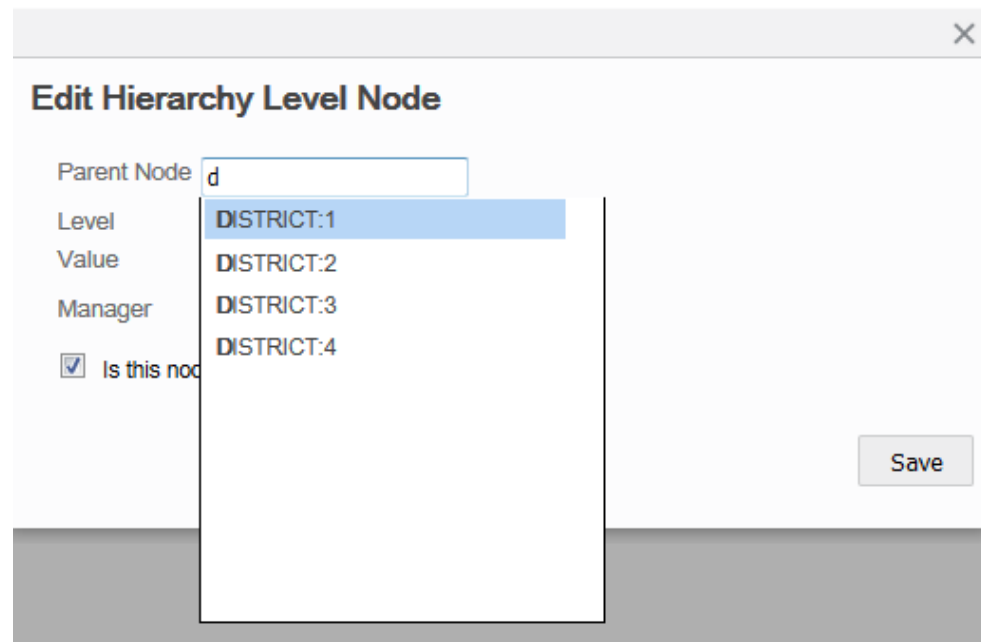 Edit Hierarchy Level Node
Parent Node d
Level
Value
Manager
DISTRICT:1
DISTRICT:2
DISTRICT:3
DISTRICT:4
Is this
Save